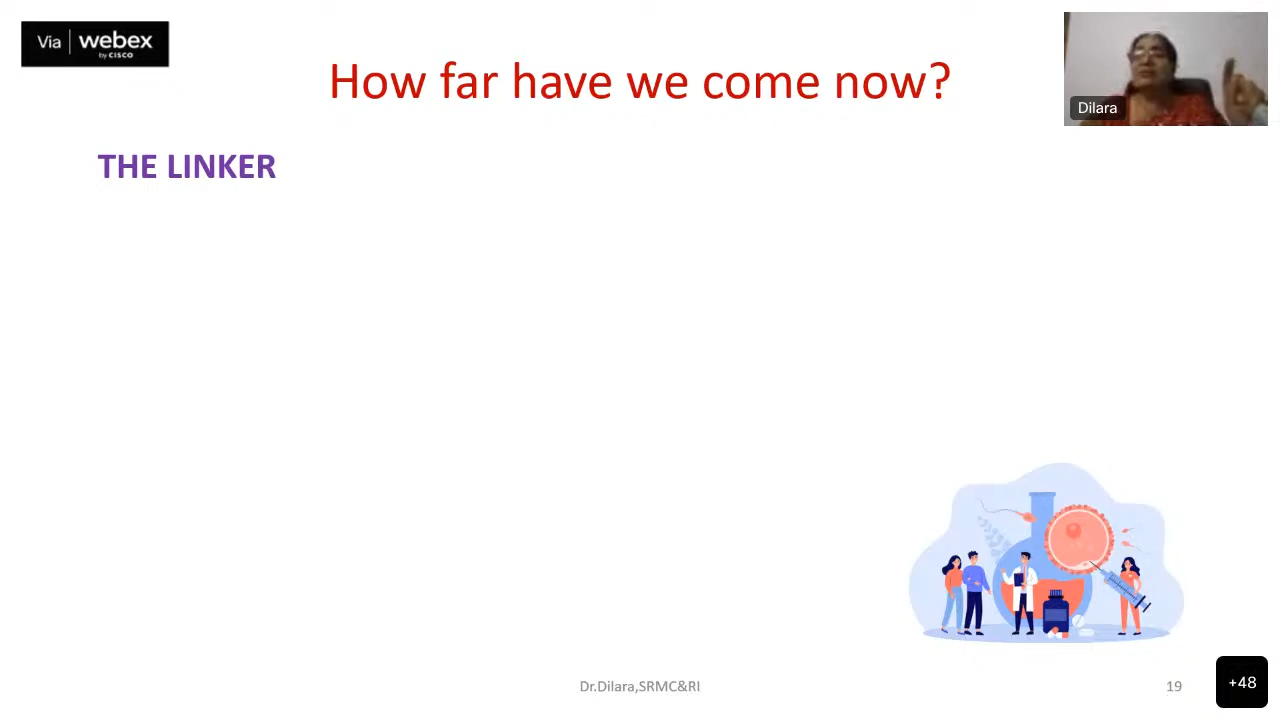 Via webex
by CISCO
How far have we come now?
Dilara
THE LINKER
Dr.Dilara,SRMC&RI
19
+48